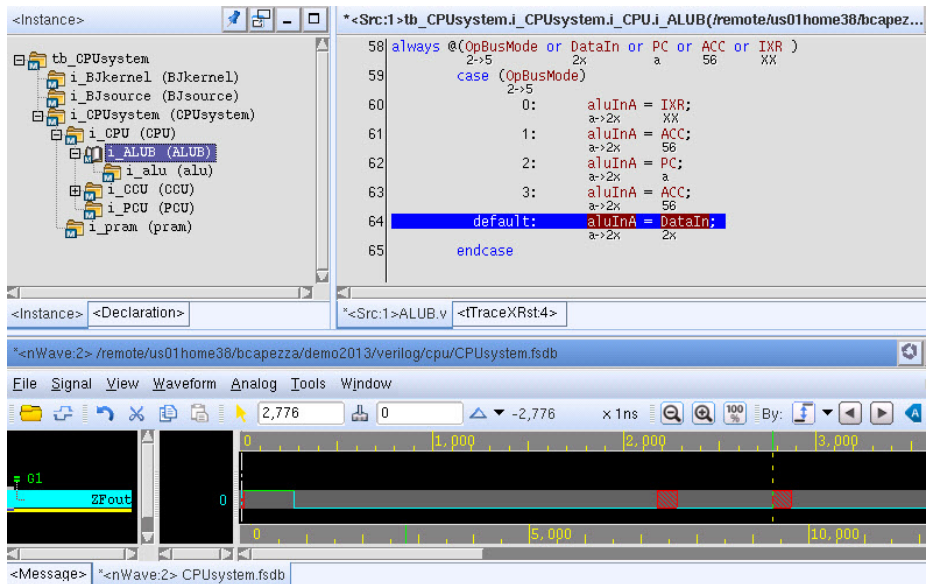 <Instance>
tb_CPUsystem
i_BJkernel (BJkernel)
i_BJsource (BJsource)
i_CPUsystem (CPUsystem)
i_CPU (CPU)
i_ALUB (ALUB)
i_alu (alu)
i_CCU (CCU)
i_PCU (PCU)
i_pram (pram)
<Instance> <Declaration>
*<Src:1>tb_CPUsystem.i_CPUsystem.i_CPU.i_ALUB(/remote/us01home38/bcapez...
58 always @(OpBusMode or DataIn or PC or ACC or IXR )
2->5 2x a 56 XX
59 case (OpBusMode)
2->5
60 0: aluInA = IXR;
a->2x XX
61 1: aluInA = ACC;
a->2x 56
62 2: aluInA = PC;
a->2x a
63 3: aluInA = ACC;
a->2x 56
64 default: aluInA = DataIn;
a->2x 2x
65 endcase
*<Src:1>ALUB.v <tTraceXRst:4>
*<nWave:2> /remote/us01home38/bcapezza/demo2013/verilog/cpu/CPUsystem.fsdb
File Signal View Waveform Analog Tools Window
2,776 0 -2,776 x 1ns 100 % By:
0 1,000 2,000 3,000
G1
ZFout 0
0 5,000 10,000
<Message> *<nWave:2> CPUsystem.fsdb